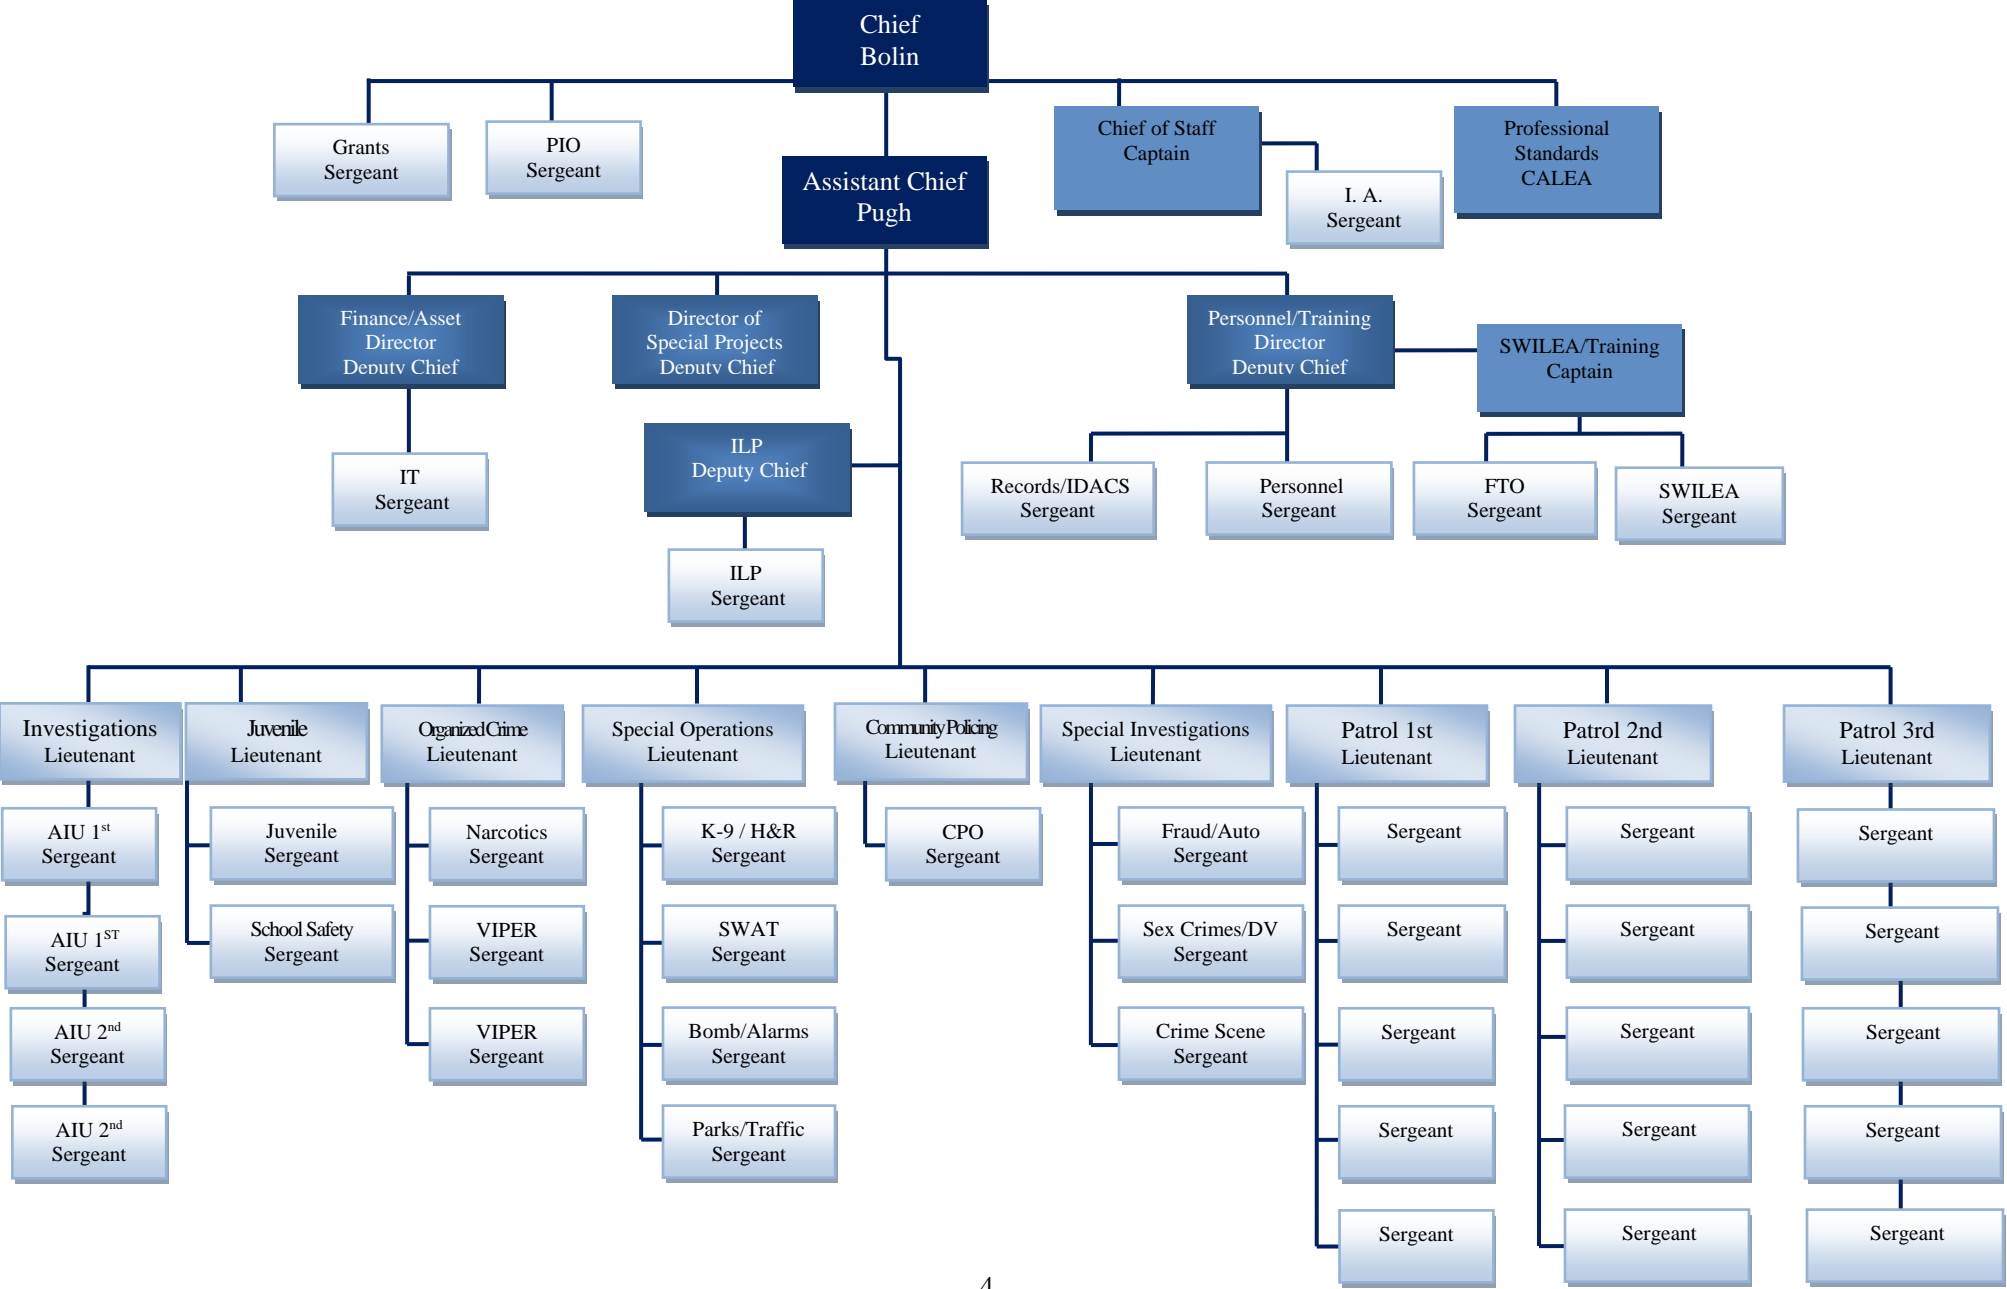 Chief
Bolin
Grants
Sergeant
PIO
Sergeant
Chief of Staff
Captain
Professional
Standards
CALEA
I. A.
Sergeant
Assistant Chief
Pugh
Finance/Asset
Director
Deputy Chief
Director of
Special Projects
Deputy Chief
Personnel/Training
Director
Deputy Chief
SWILEA/Training
Captain
ILP
Deputy Chief
IT
Sergeant
Records/IDACS
Sergeant
Personnel
Sergeant
FTO
Sergeant
SWILEA
Sergeant
ILP
Sergeant
Investigations
Lieutenant
Juvenile
Lieutenant
Organized Crime
Lieutenant
Special Operations
Lieutenant
Community Policing
Lieutenant
Special Investigations
Lieutenant
Patrol 1st
Lieutenant
Patrol 2nd
Lieutenant
Patrol 3rd
Lieutenant
AIU 1st
Sergeant
Juvenile
Sergeant
Narcotics
Sergeant
K-9 / H&R
Sergeant
CPO
Sergeant
Fraud/Auto
Sergeant
Sergeant
Sergeant
Sergeant
AIU 1ST
Sergeant
School Safety
Sergeant
VIPER
Sergeant
SWAT
Sergeant
Sex Crimes/DV
Sergeant
Sergeant
Sergeant
Sergeant
AIU 2nd
Sergeant
VIPER
Sergeant
Bomb/Alarms
Sergeant
Crime Scene
Sergeant
Sergeant
Sergeant
Sergeant
AIU 2nd
Sergeant
Parks/Traffic
Sergeant
Sergeant
Sergeant
Sergeant
Sergeant
Sergeant
Sergeant
4